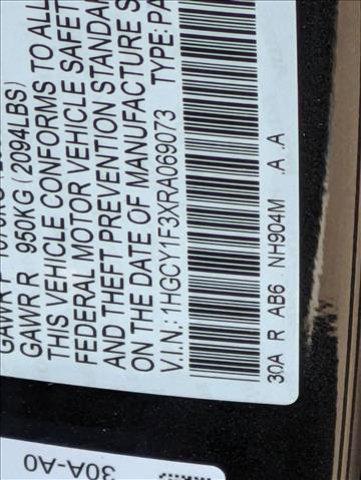 GAWR R 950KG (2094LBS)
THIS VEHICLE CONFORMS TO ALL
FEDERAL MOTOR VEHICLE SAFET
AND THEFT PREVENTION STANDA
ON THE DATE OF MANUFACTURE S
V.I.N.: 1HGCY1F3XRA069073 TYPE:PA
30A R AB6 NH904M .A .A
30A-A0